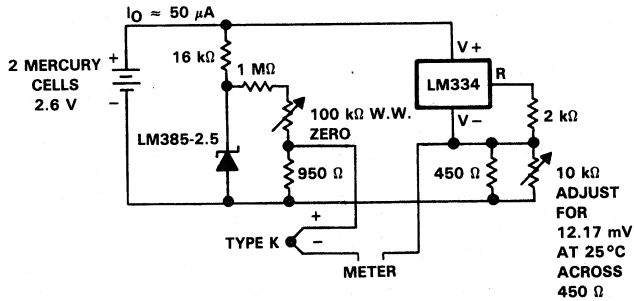 IO ≈ 50 µA
2 MERCURY
CELLS
2.6 V
+
−
16 kΩ
1 MΩ
100 kΩ W.W.
ZERO
LM385-2.5
950 Ω
V+
LM334
R
V−
2 kΩ
450 Ω
10 kΩ
ADJUST
FOR
12.17 mV
AT 25°C
ACROSS
450 Ω
+
TYPE K
−
METER